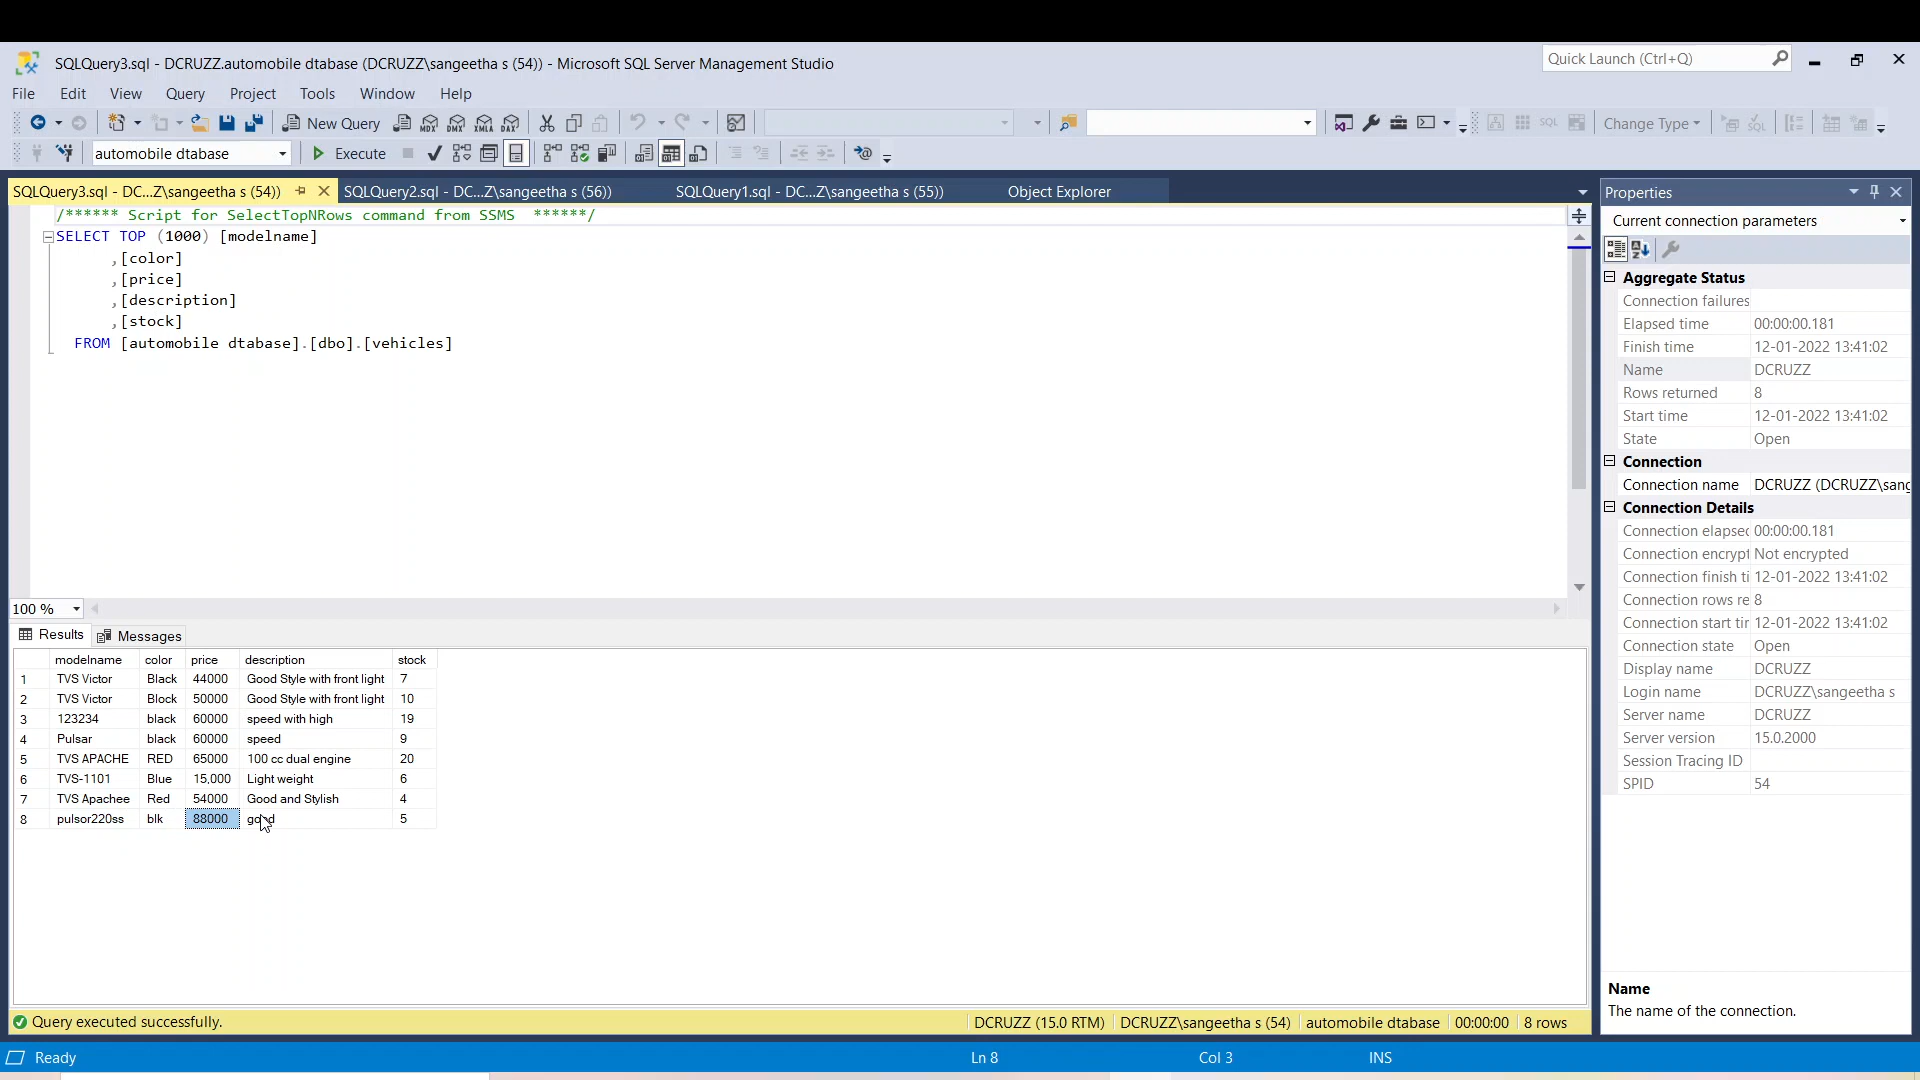 SQLQuery3.sql - DCRUZZ.automobile dtabase (DCRUZZ\sangeetha s (54)) - Microsoft SQL Server Management Studio
Quick Launch (Ctrl+Q)
File Edit View Query Project Tools Window Help
New Query MDX DMX XMLA DAX SQL Change Type
automobile dtabase Execute
SQLQuery3.sql - DC...Z\sangeetha s (54)) SQLQuery2.sql - DC...Z\sangeetha s (56)) SQLQuery1.sql - DC...Z\sangeetha s (55)) Object Explorer
/****** Script for SelectTopNRows command from SSMS ******/
SELECT TOP (1000) [modelname]
,[color]
,[price]
,[description]
,[stock]
FROM [automobile dtabase].[dbo].[vehicles]
100 %
Results Messages
modelname color price description stock
1 TVS Victor Black 44000 Good Style with front light 7
2 TVS Victor Block 50000 Good Style with front light 10
3 123234 black 60000 speed with high 19
4 Pulsar black 60000 speed 9
5 TVS APACHE RED 65000 100 cc dual engine 20
6 TVS-1101 Blue 15,000 Light weight 6
7 TVS Apachee Red 54000 Good and Stylish 4
8 pulsor220ss blk 88000 good 5
Query executed successfully. DCRUZZ (15.0 RTM) DCRUZZ\sangeetha s (54) automobile dtabase 00:00:00 8 rows
Properties
Current connection parameters
Aggregate Status
Connection failures
Elapsed time 00:00:00.181
Finish time 12-01-2022 13:41:02
Name DCRUZZ
Rows returned 8
Start time 12-01-2022 13:41:02
State Open
Connection
Connection name DCRUZZ (DCRUZZ\sang
Connection Details
Connection elapsec 00:00:00.181
Connection encrypt Not encrypted
Connection finish ti 12-01-2022 13:41:02
Connection rows re 8
Connection start tir 12-01-2022 13:41:02
Connection state Open
Display name DCRUZZ
Login name DCRUZZ\sangeetha s
Server name DCRUZZ
Server version 15.0.2000
Session Tracing ID
SPID 54
Name
The name of the connection.
Ready Ln 8 Col 3 INS